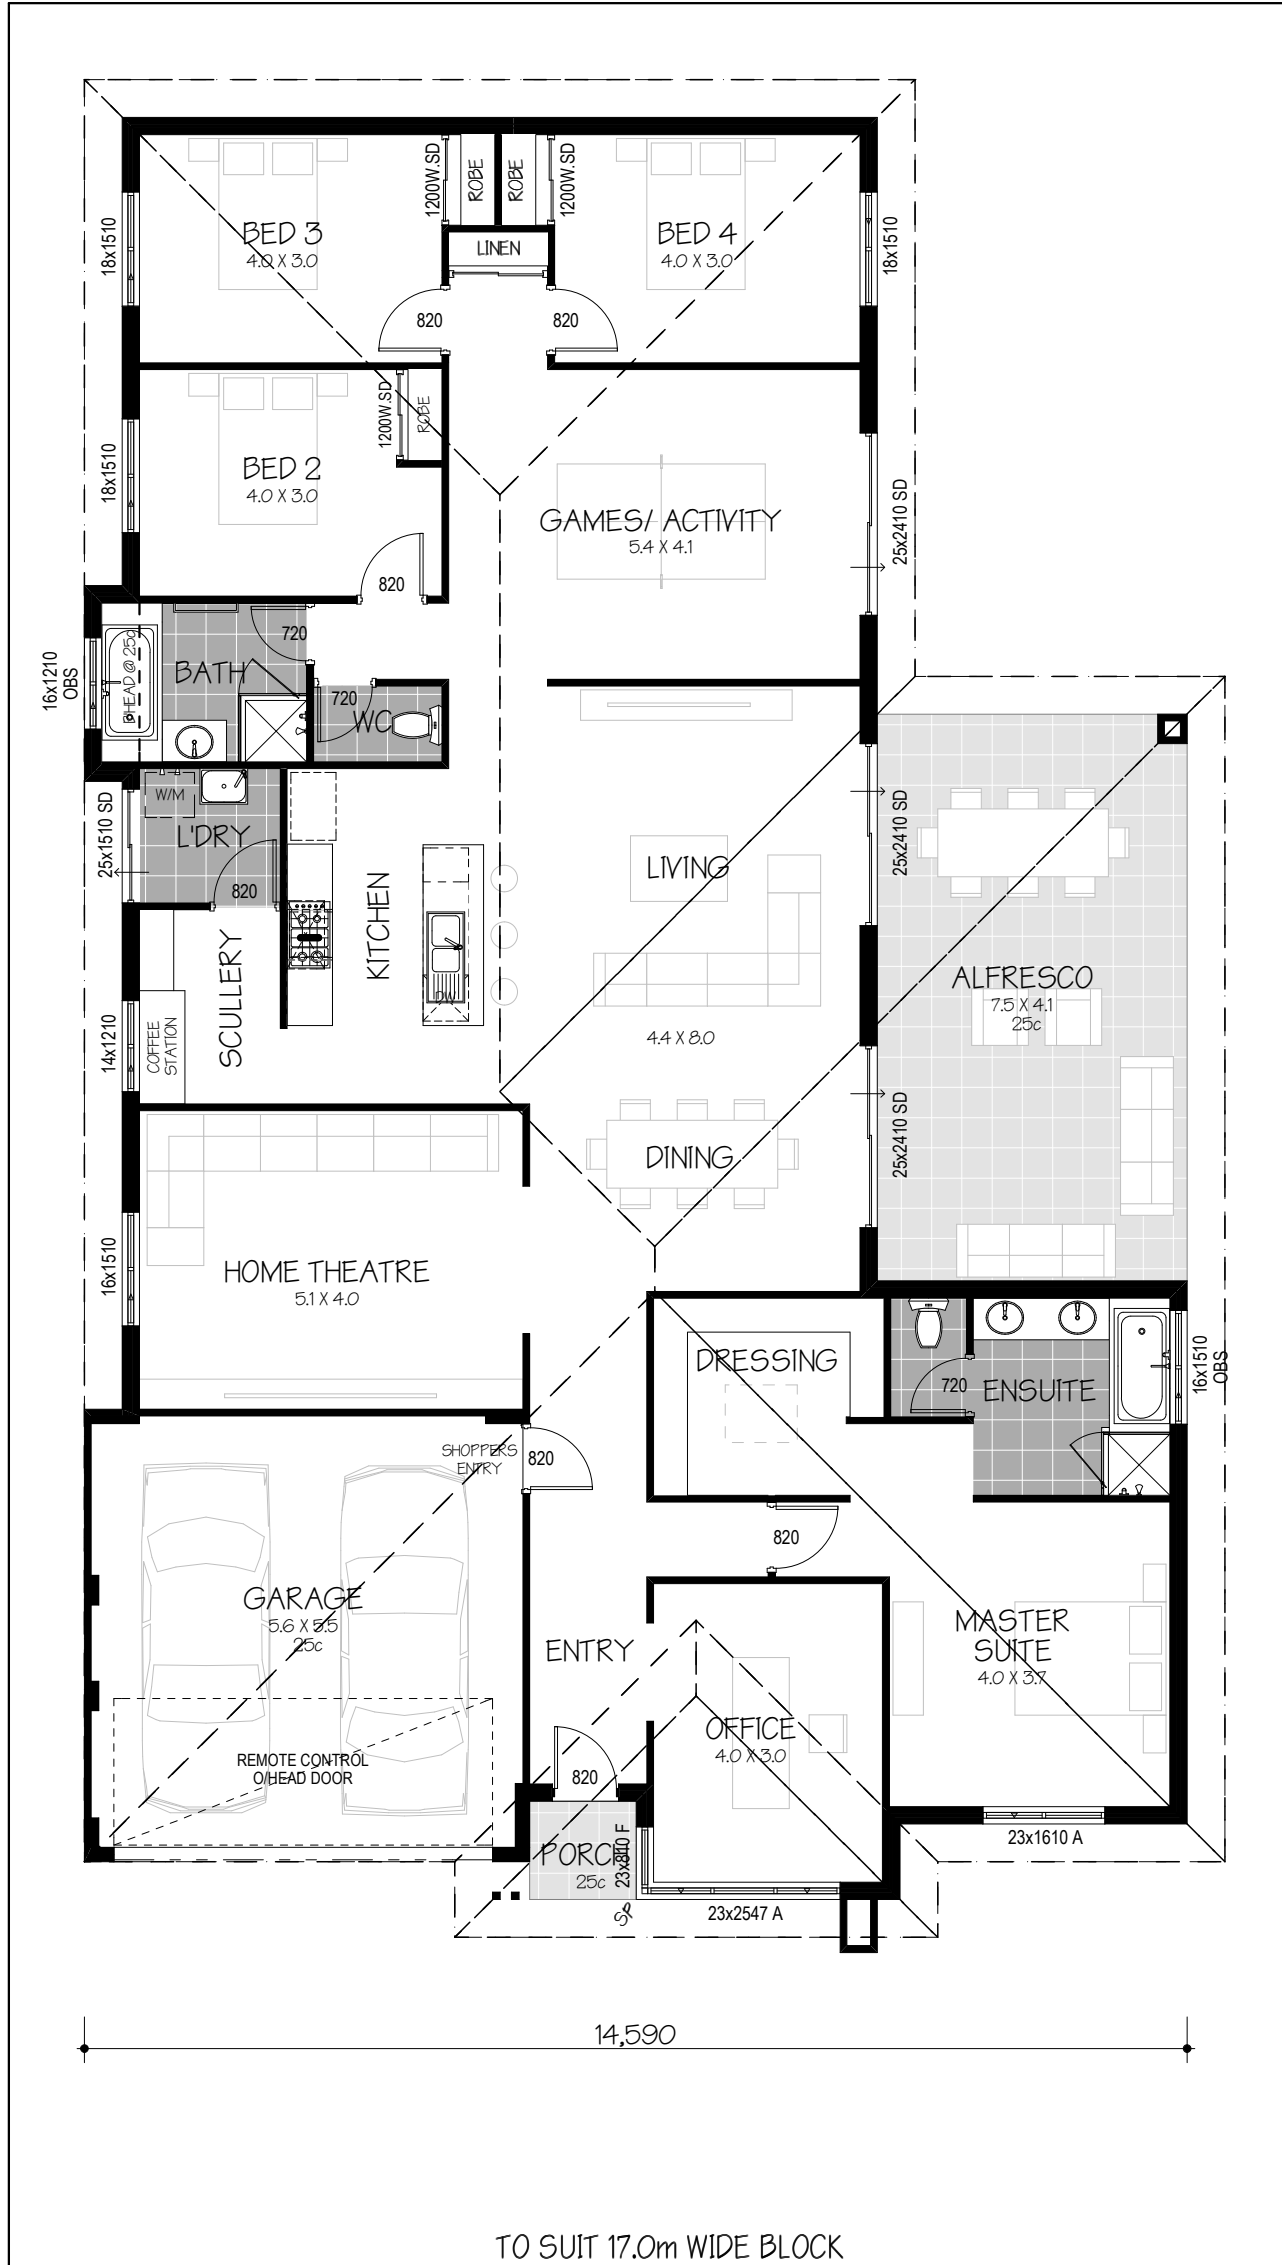 1200W.SD
ROBE
ROBE
1200W.SD
18x1510
BED 3
4.0 X 3.0
LINEN
BED 4
4.0 X 3.0
18x1510
820
820
1200W.SD
ROBE
18x1510
BED 2
4.0 X 3.0
GAMES/ ACTIVITY
5.4 X 4.1
25x2410 SD
820
720
16x1210
OBS
B'HEAD @ 25c
BATH
720
WC
W/M
25x1510 SD
L'DRY
820
LIVING
25x2410 SD
KITCHEN
SCULLERY
DW
ALFRESCO
7.5 X 4.1
25c
14x1210
COFFEE
STATION
4.4 X 8.0
25x2410 SD
DINING
16x1510
HOME THEATRE
5.1 X 4.0
DRESSING
720
ENSUITE
16x1510
OBS
SHOPPERS
ENTRY
820
820
GARAGE
5.6 X 5.5
25c
ENTRY
MASTER
SUITE
4.0 X 3.7
OFFICE
4.0 X 3.0
REMOTE CONTROL
O/HEAD DOOR
820
23x1610 A
PORCH
25c
23x810 F
SP
23x2547 A
14,590
TO SUIT 17.0m WIDE BLOCK